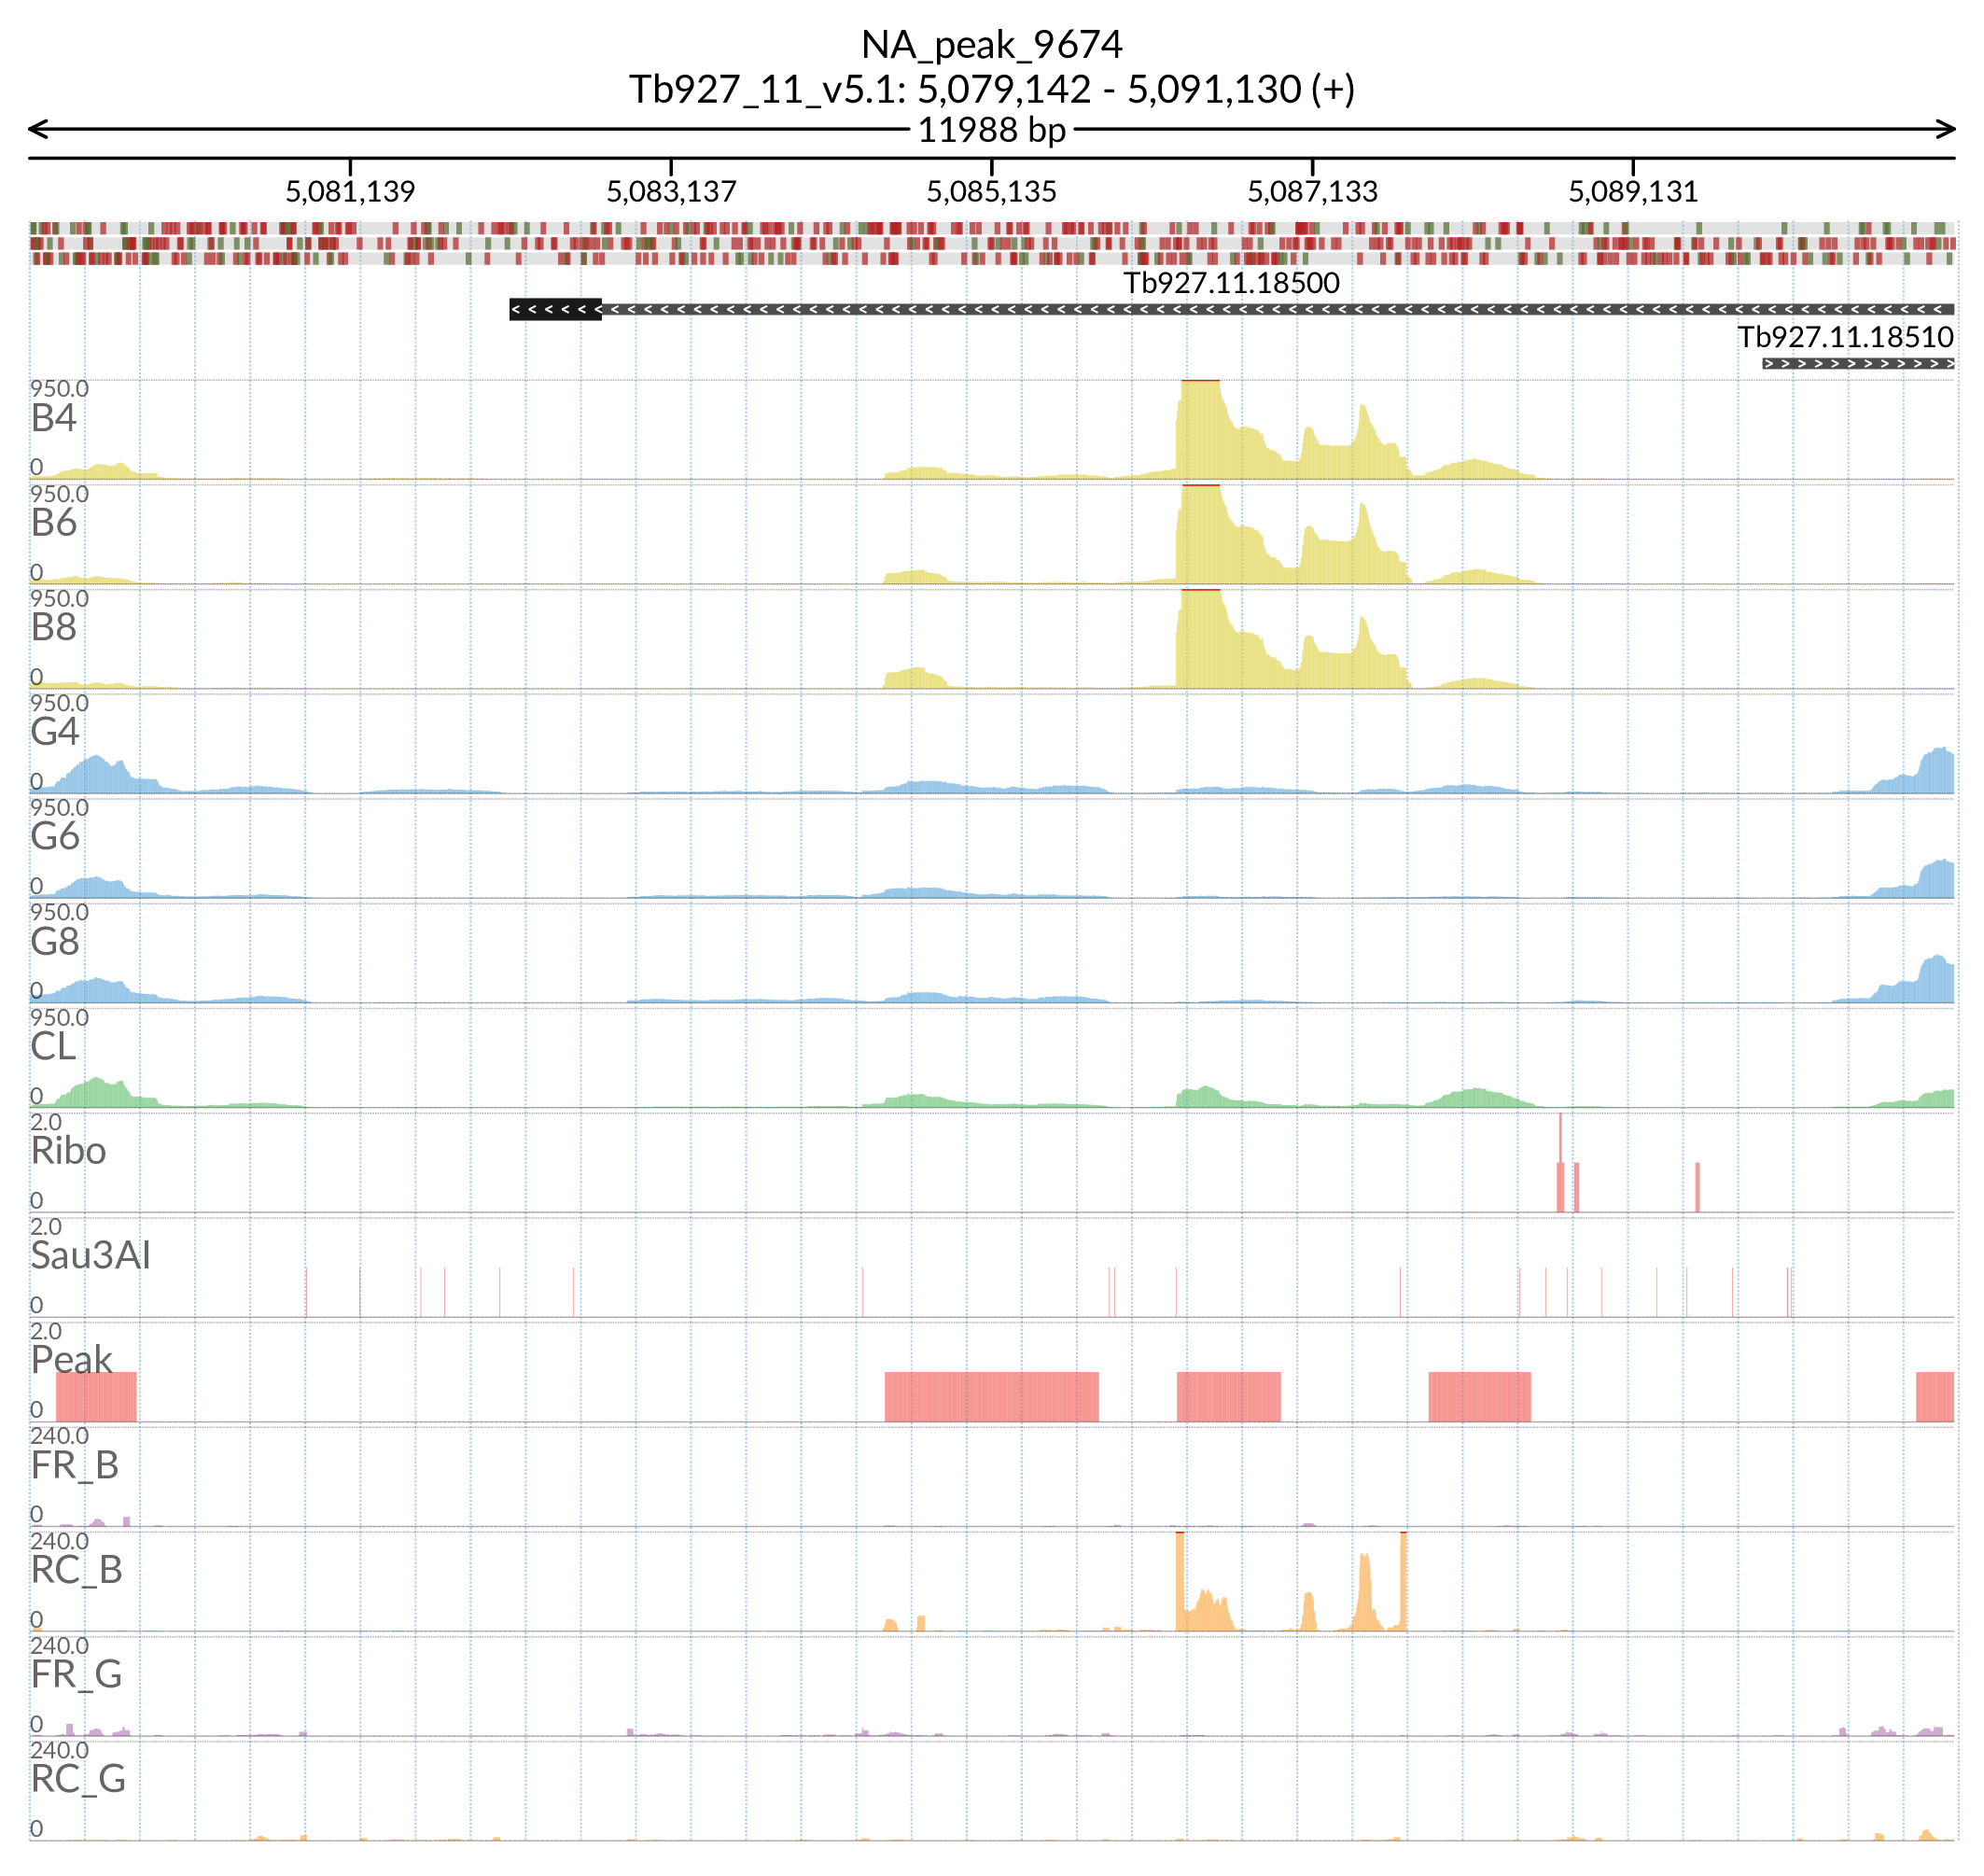 NA_peak_9674
Tb927_11_v5.1: 5,079,142 - 5,091,130 (+)
11988 bp
5,081,139 5,083,137 5,085,135 5,087,133 5,089,131
Tb927.11.18500
Tb927.11.18510
950.0
B4
0
950.0
B6
0
950.0
B8
0
950.0
G4
0
950.0
G6
0
950.0
G8
0
950.0
CL
0
2.0
Ribo
0
2.0
Sau3AI
0
2.0
Peak
0
240.0
FR_B
0
240.0
RC_B
0
240.0
FR_G
0
240.0
RC_G
0